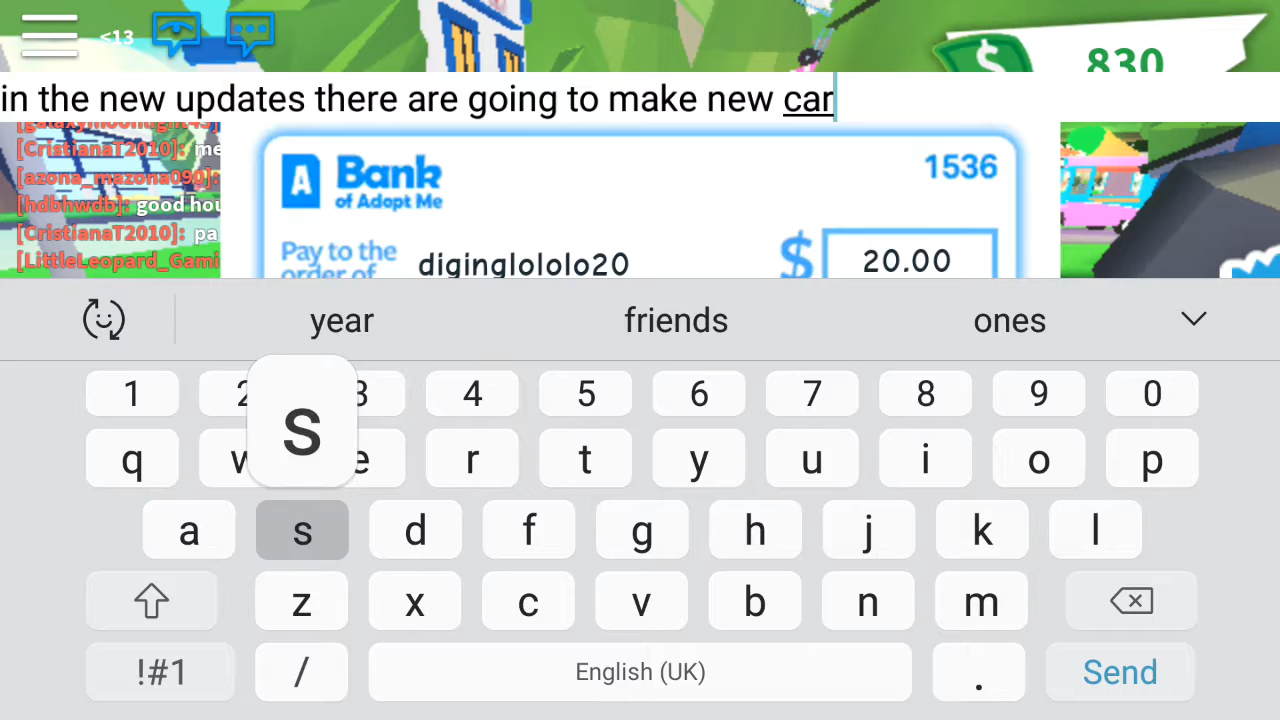 <13
830
in the new updates there are going to make new car
[CristianaT2010]: me
[azona_mazona090]:
[hdbhwdb]: good hou
[CristianaT2010]: pa
[LittleLeopard_Gami
A Bank
of Adopt Me
1536
Pay to the
order of
diginglololo20
$ 20.00
year friends ones
1 2 3 4 5 6 7 8 9 0
s
q w e r t y u i o p
a s d f g h j k l
z x c v b n m
!#1 / English (UK) . Send